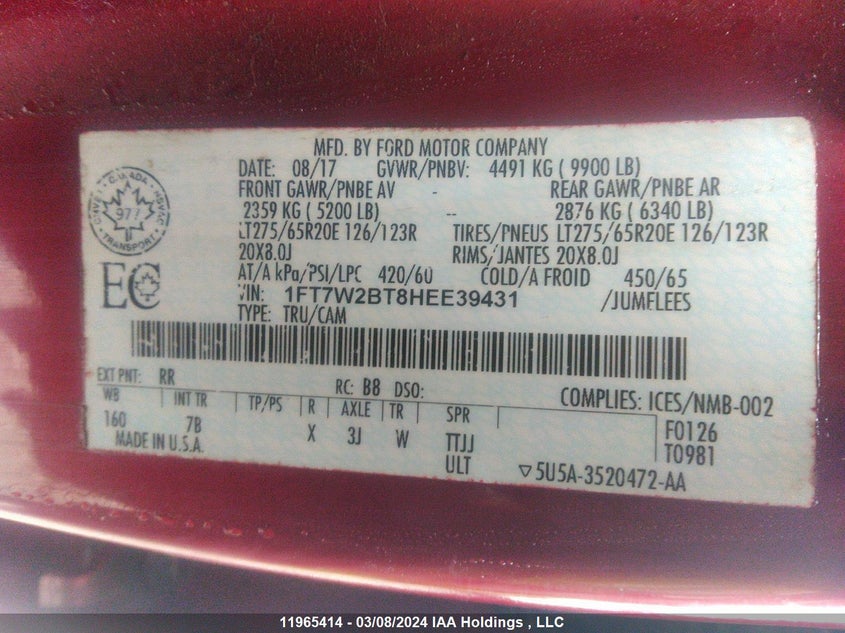 MFD. BY FORD MOTOR COMPANY
DATE: 08/17 GVWR/PNBV: 4491 KG ( 9900 LB)
FRONT GAWR/PNBE AV - REAR GAWR/PNBE AR
2359 KG ( 5200 LB) -- 2876 KG ( 6340 LB)
LT275/65R20E 126/123R TIRES/PNEUS LT275/65R20E 126/123R
20X8.0J RIMS/JANTES 20X8.0J
AT/A kPa/PSI/LPC 420/60 COLD/A FROID 450/65
VIN: 1FT7W2BT8HEE39431 /JUMELEES
TYPE: TRU/CAM
CANADA
977
TRANSPORT
EC
EXT PNT: RR RC: B8 DSO:
COMPLIES: ICES/NMB-002
WB INT TR TP/PS R AXLE TR SPR
160 7B X 3J W TTJJ F0126
MADE IN U.S.A. ULT T0981
5U5A-3520472-AA
11965414 - 03/08/2024 IAA Holdings , LLC